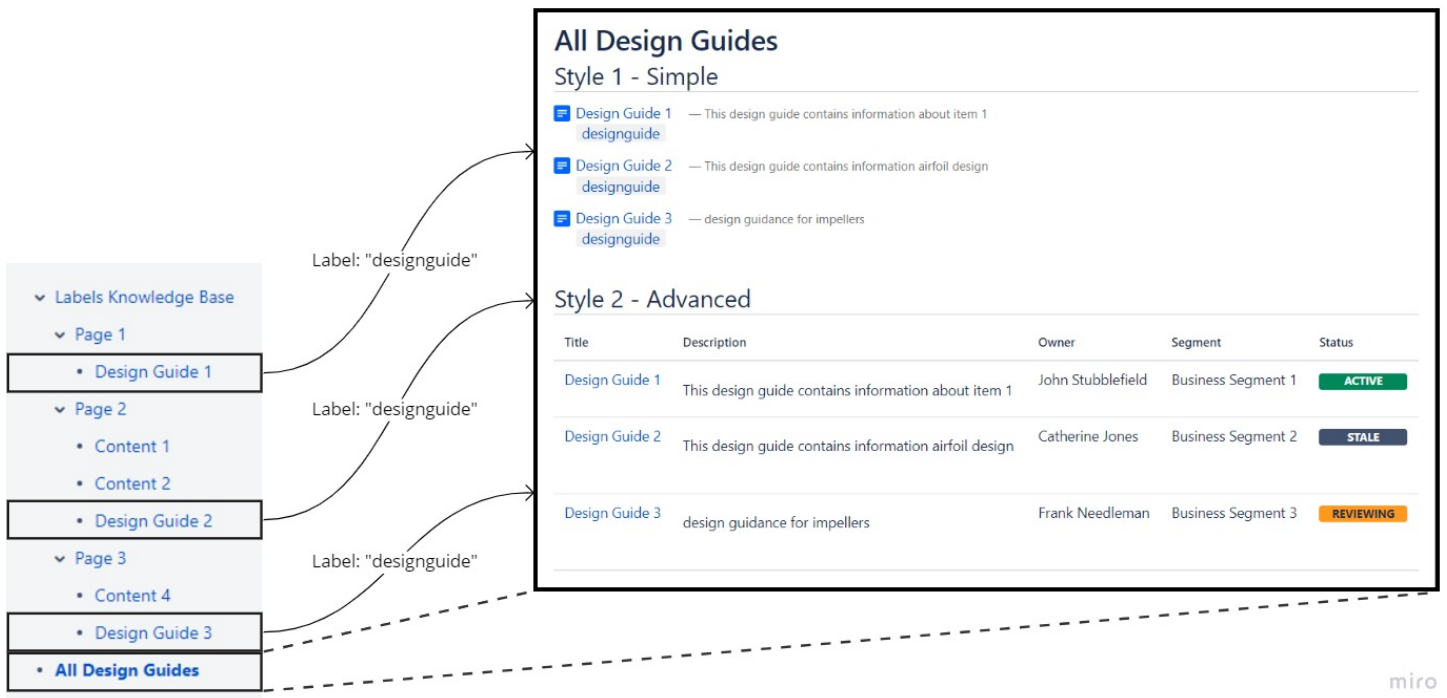 All Design Guides
Style 1 - Simple
Design Guide 1 — This design guide contains information about item 1
designguide
Design Guide 2 — This design guide contains information airfoil design
designguide
Design Guide 3 — design guidance for impellers
designguide
Style 2 - Advanced
Title Description Owner Segment Status
Design Guide 1 This design guide contains information about item 1 John Stubblefield Business Segment 1 ACTIVE
Design Guide 2 This design guide contains information airfoil design Catherine Jones Business Segment 2 STALE
Design Guide 3 design guidance for impellers Frank Needleman Business Segment 3 REVIEWING
Label: "designguide"
Label: "designguide"
Label: "designguide"
Labels Knowledge Base
Page 1
• Design Guide 1
Page 2
• Content 1
• Content 2
• Design Guide 2
Page 3
• Content 4
• Design Guide 3
• All Design Guides
miro